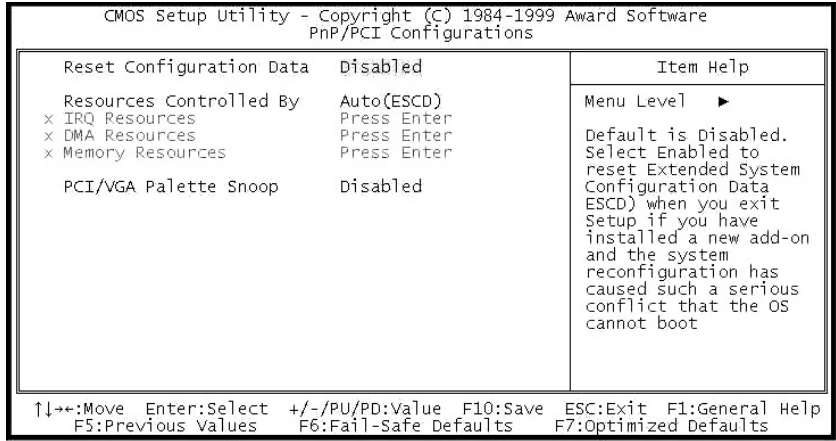 CMOS Setup Utility - Copyright (C) 1984-1999 Award Software
PnP/PCI Configurations
Reset Configuration Data Disabled
Resources Controlled By Auto(ESCD)
x IRQ Resources Press Enter
x DMA Resources Press Enter
x Memory Resources Press Enter
PCI/VGA Palette Snoop Disabled
Item Help
Menu Level ►
Default is Disabled.
Select Enabled to
reset Extended System
Configuration Data
ESCD) when you exit
Setup if you have
installed a new add-on
and the system
reconfiguration has
caused such a serious
conflict that the OS
cannot boot
↑↓→←:Move Enter:Select +/-/PU/PD:Value F10:Save ESC:Exit F1:General Help
F5:Previous Values F6:Fail-Safe Defaults F7:Optimized Defaults